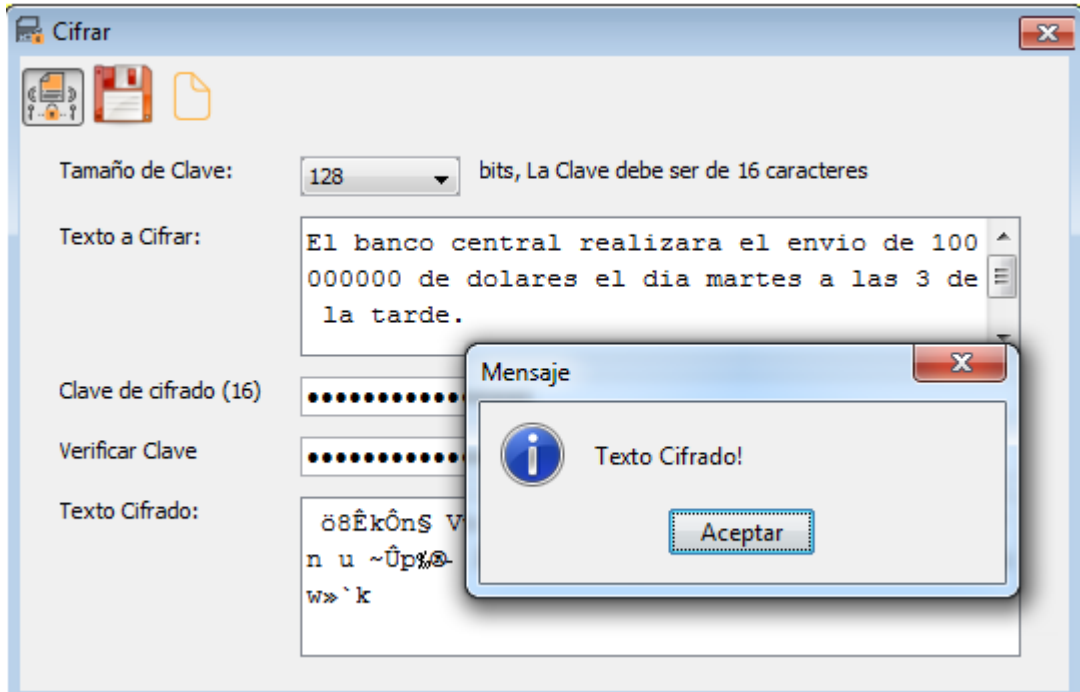 Cifrar
Tamaño de Clave:
128
bits, La Clave debe ser de 16 caracteres
Texto a Cifrar:
El banco central realizara el envio de 100
000000 de dolares el dia martes a las 3 de
la tarde.
Clave de cifrado (16)
••••••••••••
Verificar Clave
••••••••••••
Texto Cifrado:
ö8ÊkÔn§ V
n u ~Ûp‰®-
w»`k
Mensaje
Texto Cifrado!
Aceptar